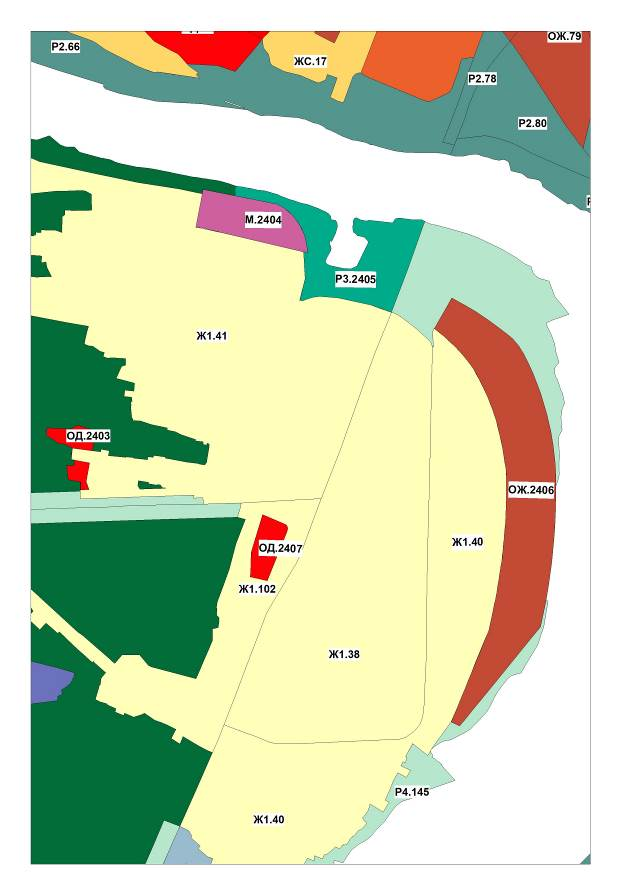 ОЖ.79
Р2.66
ЖС.17
Р2.78
Р2.80
М.2404
Р3.2405
Ж1.41
ОД.2403
ОЖ.2406
Ж1.40
ОД.2407
Ж1.102
Ж1.38
Р4.145
Ж1.40